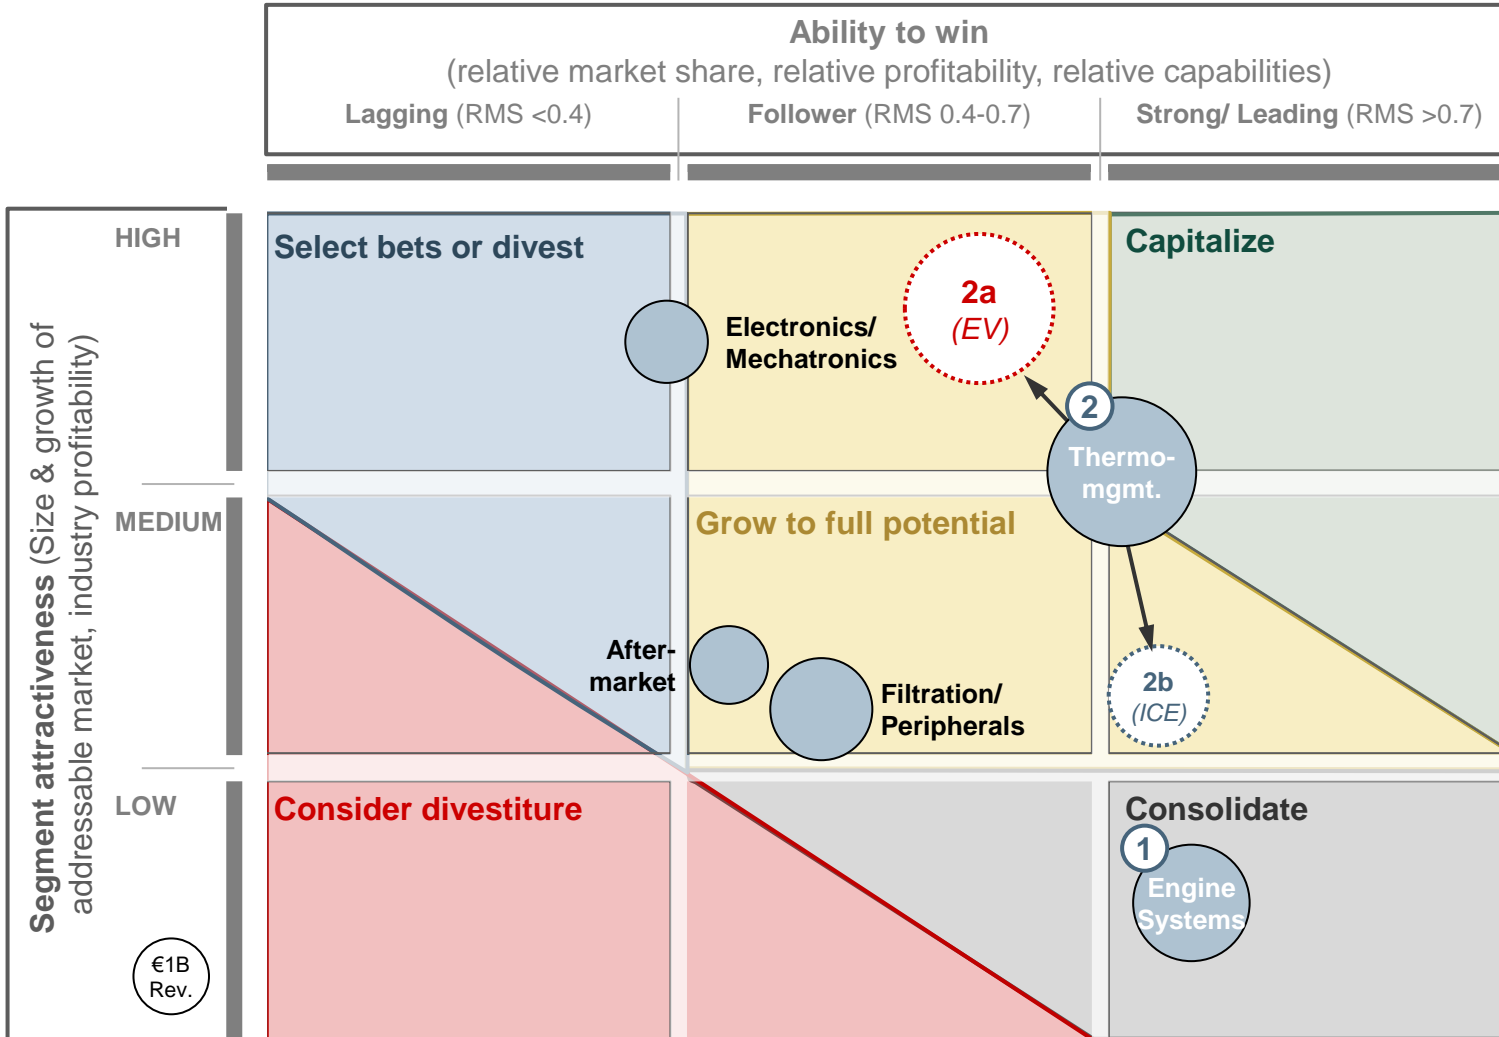 Ability to win
(relative market share, relative profitability, relative capabilities)
Lagging (RMS <0.4)
Follower (RMS 0.4-0.7)
Strong/ Leading (RMS >0.7)
Segment attractiveness (Size & growth of
addressable market, industry profitability)
HIGH
Select bets or divest
Capitalize
2a
(EV)
Electronics/
Mechatronics
2
Thermo-
mgmt.
MEDIUM
Grow to full potential
After-
market
Filtration/
Peripherals
2b
(ICE)
LOW
Consider divestiture
Consolidate
1
Engine
Systems
€1B
Rev.